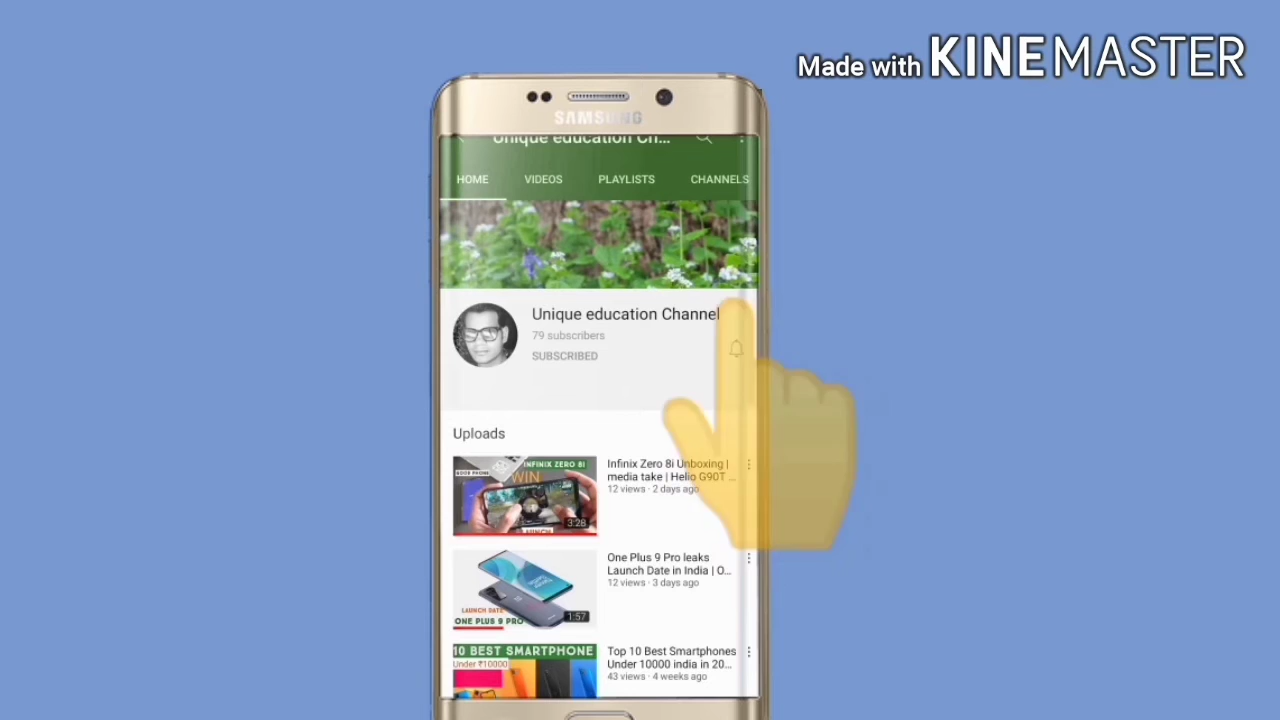 Made with KINEMASTER
SAMSUNG
Unique education Ch...
HOME VIDEOS PLAYLISTS CHANNELS
Unique education Channel
79 subscribers
SUBSCRIBED
Uploads
INFINIX ZERO 8I
GOOD PHONE
WIN
LAUNCH
3:28
Infinix Zero 8i Unboxing |
media take | Helio G90T ...
12 views · 2 days ago
LAUNCH DATE
ONE PLUS 9 PRO
1:57
One Plus 9 Pro leaks
Launch Date in India | O...
12 views · 3 days ago
10 BEST SMARTPHONE
Under ₹10000
Top 10 Best Smartphones
Under 10000 india in 20...
43 views · 4 weeks ago